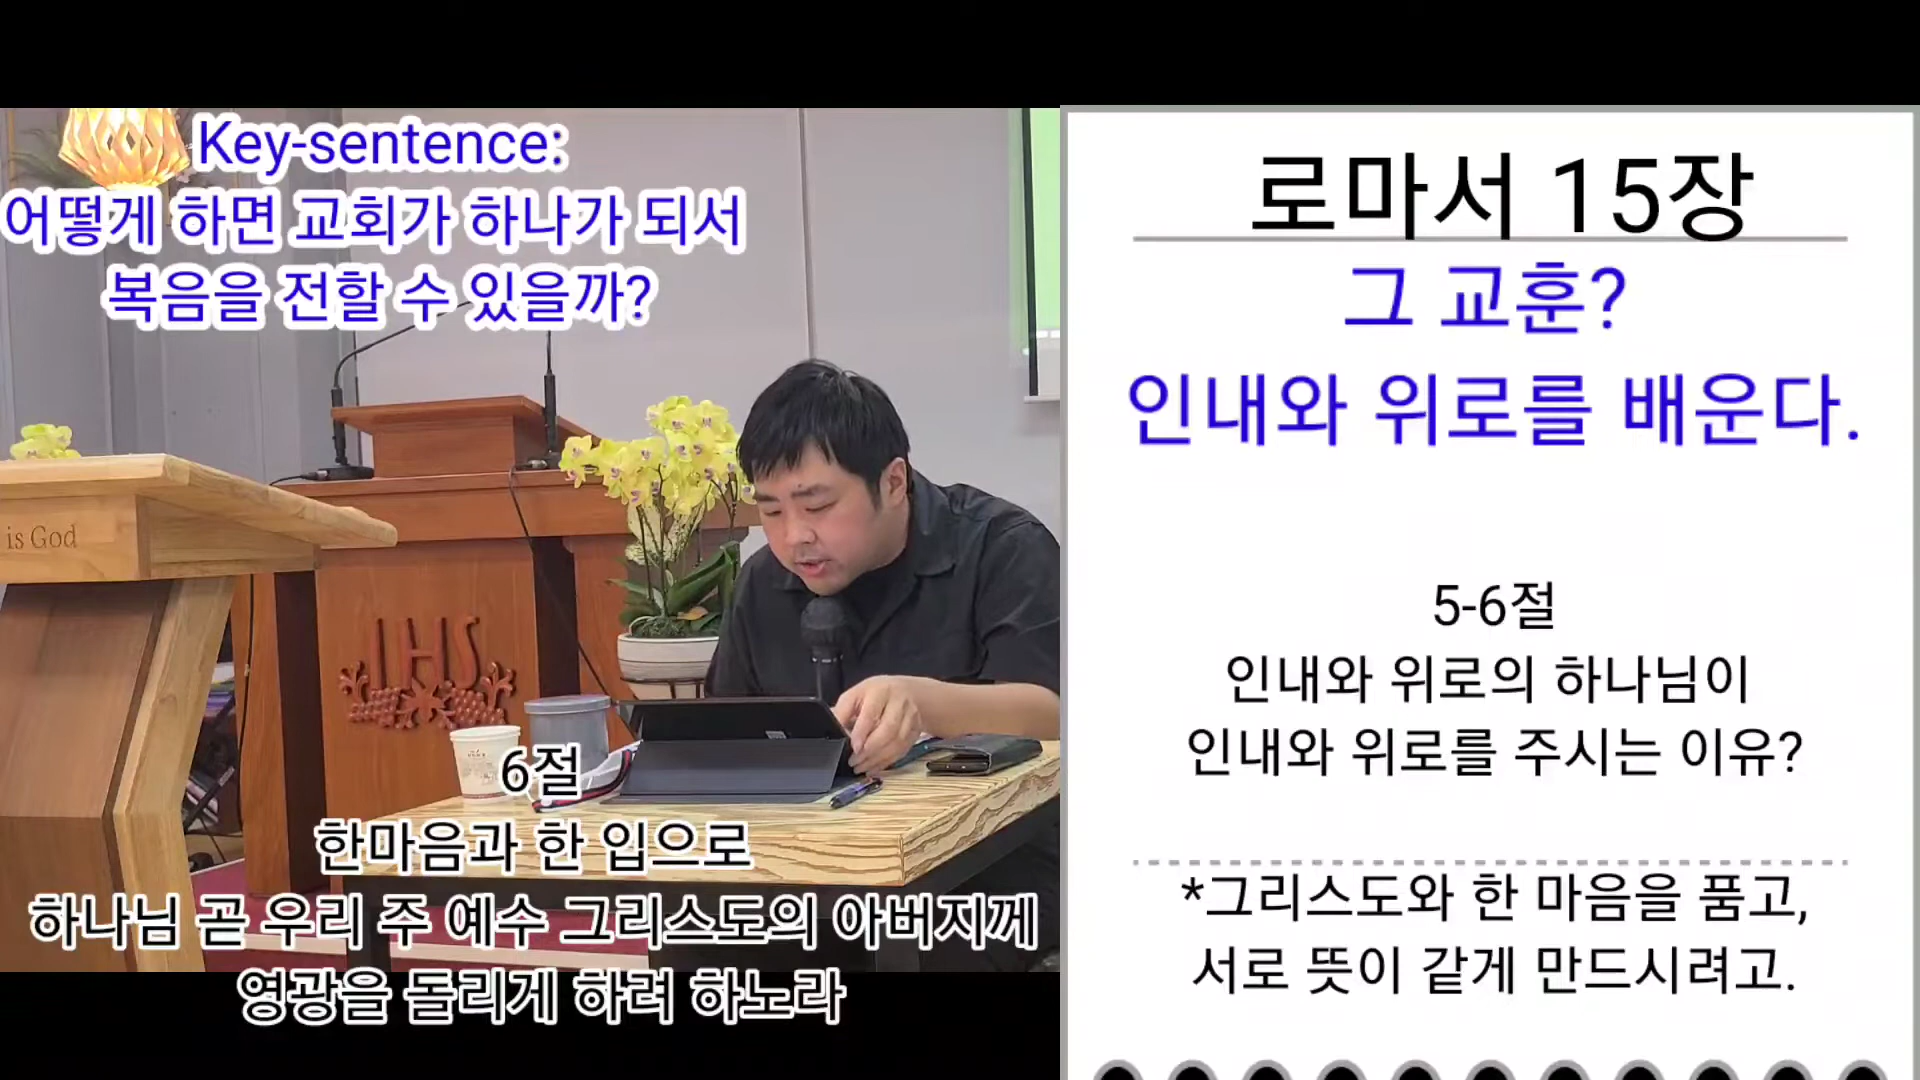 Key-sentence:
어떻게 하면 교회가 하나가 되서
복음을 전할 수 있을까?
is God
IHS
6절
한마음과 한 입으로
하나님 곧 우리 주 예수 그리스도의 아버지께
영광을 돌리게 하려 하노라
로마서 15장
그 교훈?
인내와 위로를 배운다.
5-6절
인내와 위로의 하나님이
인내와 위로를 주시는 이유?
*그리스도와 한 마음을 품고,
서로 뜻이 같게 만드시려고.